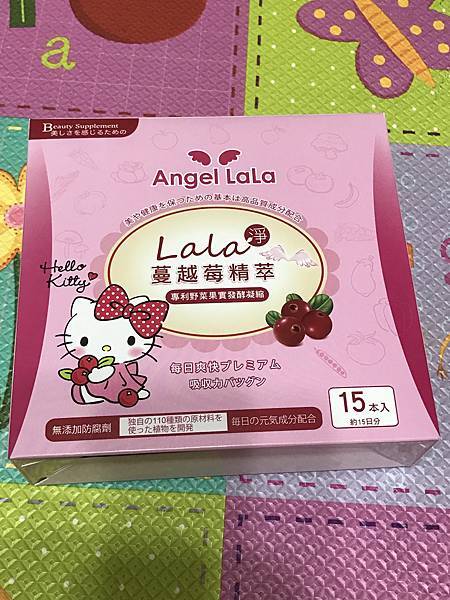 a
Beauty Supplement
美しさを感じるための
Angel LaLa
美や健康を保つための基本は高品質成分配合
Lala淨
蔓越莓精萃
專利野菜果實發酵凝縮
Hello
Kitty
毎日爽快プレミアム
吸収力バツグン
無添加防腐劑
独自の110種類の原材料を
使った植物を開発
毎日の元気成分配合
15本入
約15日分